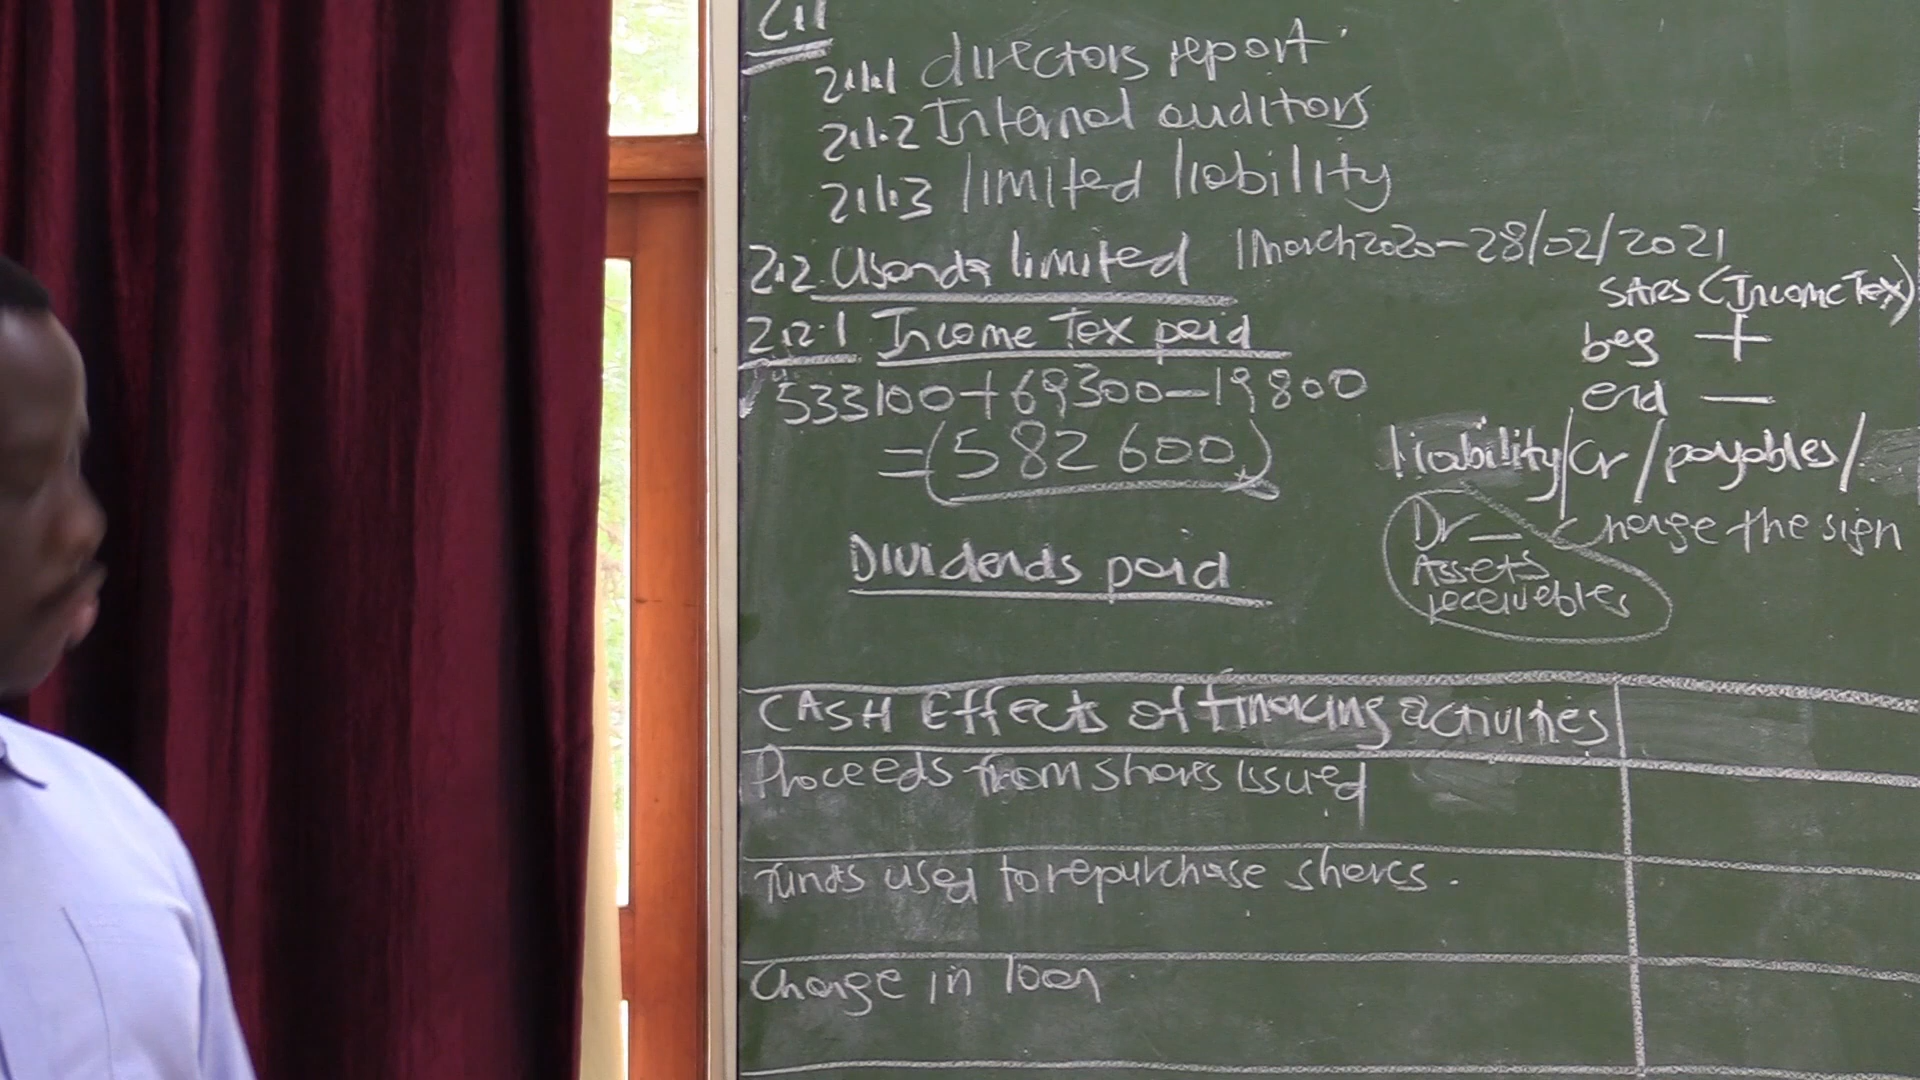 2.1
2.1.1 directors report
2.1.2 Internal auditors
2.1.3 limited liability
2.2 limited 1 March 2020 - 28/02/2021
SARS (Income Tax)
beg +
end -
2.2.1 Income Tax paid
533100 + 69300 - 19800
= (582 600)
liability/Cr/payables/
Dr - Change the sign
Assets
receivables
Dividends paid
CASH Effects of financing activities
Proceeds from shares issued
Funds used to repurchase shares.
Change in loan